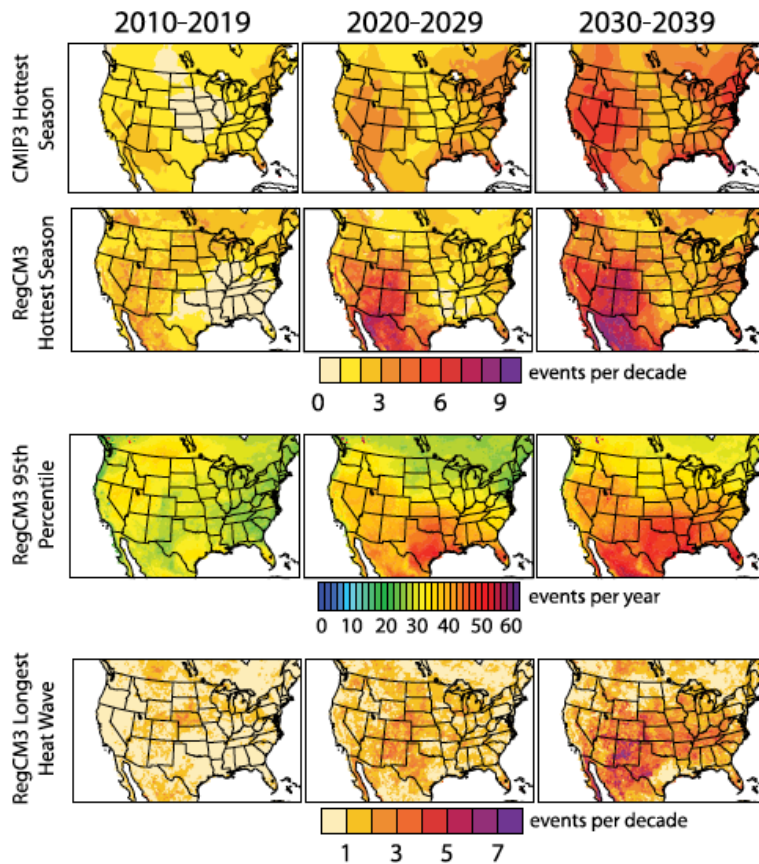 2010-2019 2020-2029 2030-2039
CMIP3 Hottest
Season
RegCM3
Hottest Season
events per decade
0 3 6 9
RegCM3 95th
Percentile
events per year
0 10 20 30 40 50 60
RegCM3 Longest
Heat Wave
events per decade
1 3 5 7